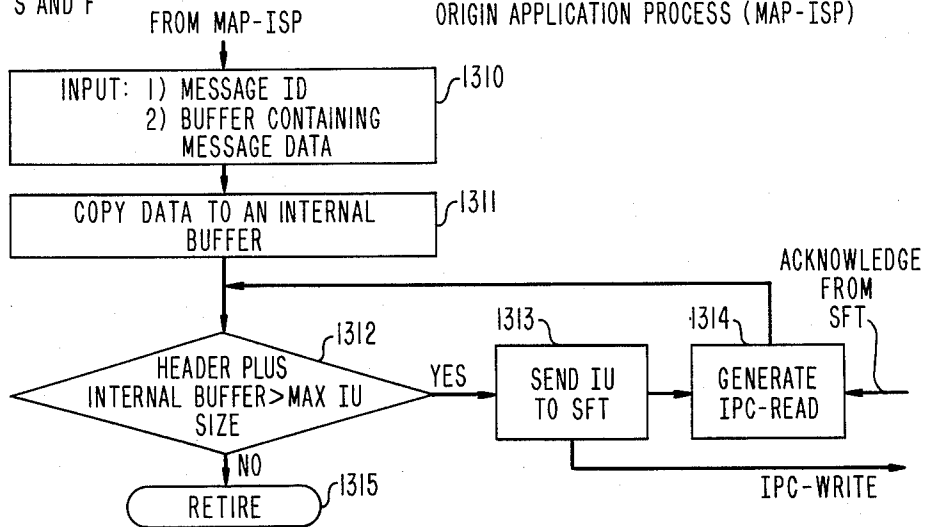 S AND F
ORIGIN APPLICATION PROCESS (MAP-ISP)
FROM MAP-ISP
INPUT: 1) MESSAGE ID
2) BUFFER CONTAINING
MESSAGE DATA
1310
COPY DATA TO AN INTERNAL
BUFFER
1311
ACKNOWLEDGE
FROM
SFT
1312
HEADER PLUS
INTERNAL BUFFER>MAX IU
SIZE
YES
1313
SEND IU
TO SFT
1314
GENERATE
IPC-READ
NO
IPC-WRITE
RETIRE
1315